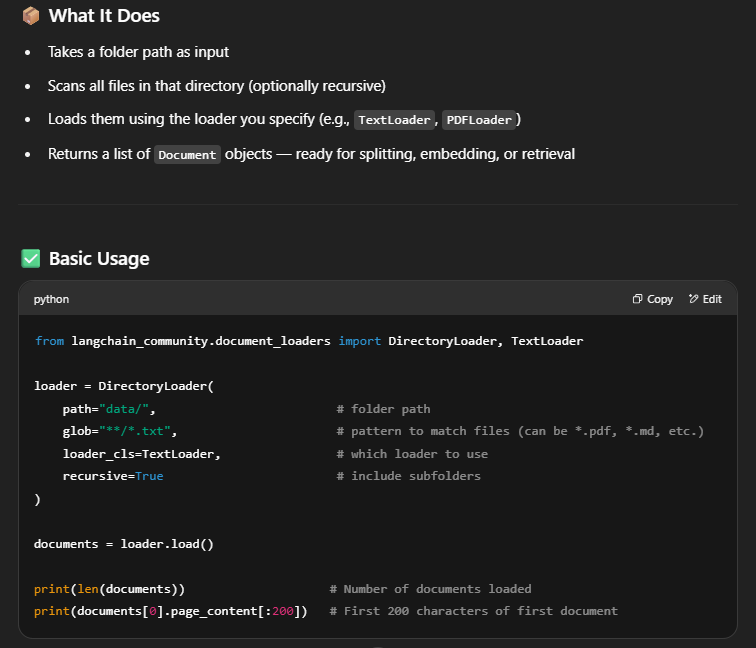 📦 What It Does
• Takes a folder path as input
• Scans all files in that directory (optionally recursive)
• Loads them using the loader you specify (e.g., TextLoader, PDFLoader)
• Returns a list of Document objects — ready for splitting, embedding, or retrieval
✅ Basic Usage
python Copy Edit
from langchain_community.document_loaders import DirectoryLoader, TextLoader
loader = DirectoryLoader(
    path="data/", # folder path
    glob="**/*.txt", # pattern to match files (can be *.pdf, *.md, etc.)
    loader_cls=TextLoader, # which loader to use
    recursive=True # include subfolders
)
documents = loader.load()
print(len(documents)) # Number of documents loaded
print(documents[0].page_content[:200]) # First 200 characters of first document